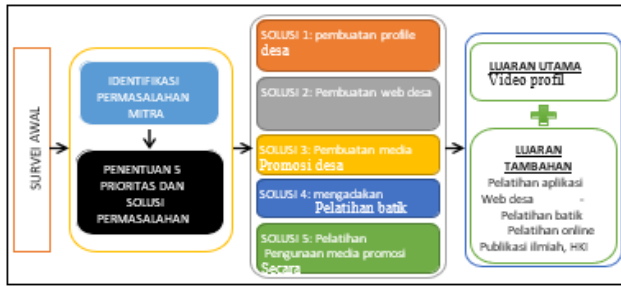 SURVEI AWAL
IDENTIFIKASI
PERMASALAHAN
MITRA
PENENTUAN 5
PRIORITAS DAN
SOLUSI
PERMASALAHAN
SOLUSI 1: pembuatan profile
desa
SOLUSI 2: Pembuatan web desa
SOLUSI 3: Pembuatan media
Promosi desa
SOLUSI 4: mengadakan
Pelatihan batik
SOLUSI 5: Pelatihan
Pengunaan media promosi
Secara
LUARAN UTAMA
Video profil
LUARAN
TAMBAHAN
Pelatihan aplikasi
Web desa -
Pelatihan batik
Pelatihan online
Publikasi ilmiah, HKI